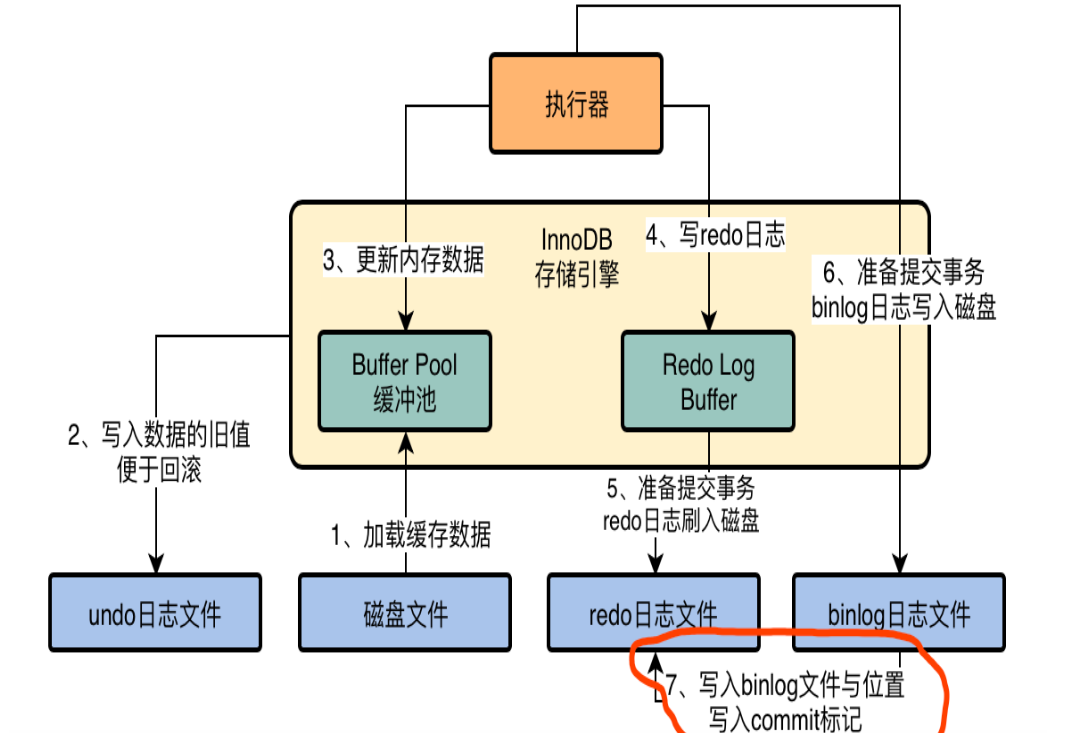 执行器
InnoDB
存储引擎
3、更新内存数据
4、写redo日志
6、准备提交事务
binlog日志写入磁盘
Buffer Pool
缓冲池
Redo Log
Buffer
2、写入数据的旧值
便于回滚
1、加载缓存数据
5、准备提交事务
redo日志刷入磁盘
undo日志文件
磁盘文件
redo日志文件
binlog日志文件
7、写入binlog文件与位置
写入commit标记